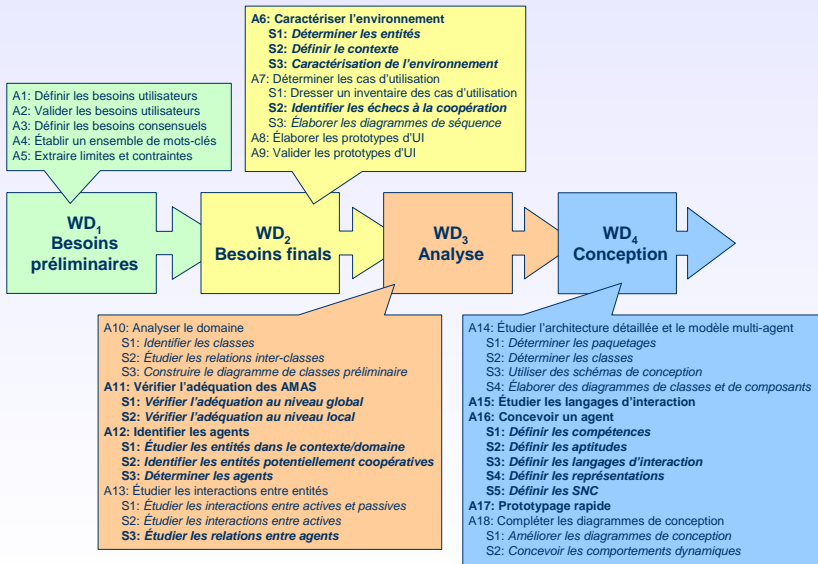 A6: Caractériser l'environnement
S1: Déterminer les entités
S2: Définir le contexte
S3: Caractérisation de l'environnement
A7: Déterminer les cas d'utilisation
S1: Dresser un inventaire des cas d'utilisation
S2: Identifier les échecs à la coopération
S3: Élaborer les diagrammes de séquence
A8: Élaborer les prototypes d'UI
A9: Valider les prototypes d'UI
A1: Définir les besoins utilisateurs
A2: Valider les besoins utilisateurs
A3: Définir les besoins consensuels
A4: Établir un ensemble de mots-clés
A5: Extraire limites et contraintes
WD1
Besoins
préliminaires
WD2
Besoins finals
WD3
Analyse
WD4
Conception
A10: Analyser le domaine
S1: Identifier les classes
S2: Étudier les relations inter-classes
S3: Construire le diagramme de classes préliminaire
A11: Vérifier l'adéquation des AMAS
S1: Vérifier l'adéquation au niveau global
S2: Vérifier l'adéquation au niveau local
A12: Identifier les agents
S1: Étudier les entités dans le contexte/domaine
S2: Identifier les entités potentiellement coopératives
S3: Déterminer les agents
A13: Étudier les interactions entre entités
S1: Étudier les interactions entre actives et passives
S2: Étudier les interactions entre actives
S3: Étudier les relations entre agents
A14: Étudier l'architecture détaillée et le modèle multi-agent
S1: Déterminer les paquetages
S2: Déterminer les classes
S3: Utiliser des schémas de conception
S4: Élaborer des diagrammes de classes et de composants
A15: Étudier les langages d'interaction
A16: Concevoir un agent
S1: Définir les compétences
S2: Définir les aptitudes
S3: Définir les langages d'interaction
S4: Définir les représentations
S5: Définir les SNC
A17: Prototypage rapide
A18: Compléter les diagrammes de conception
S1: Améliorer les diagrammes de conception
S2: Concevoir les comportements dynamiques